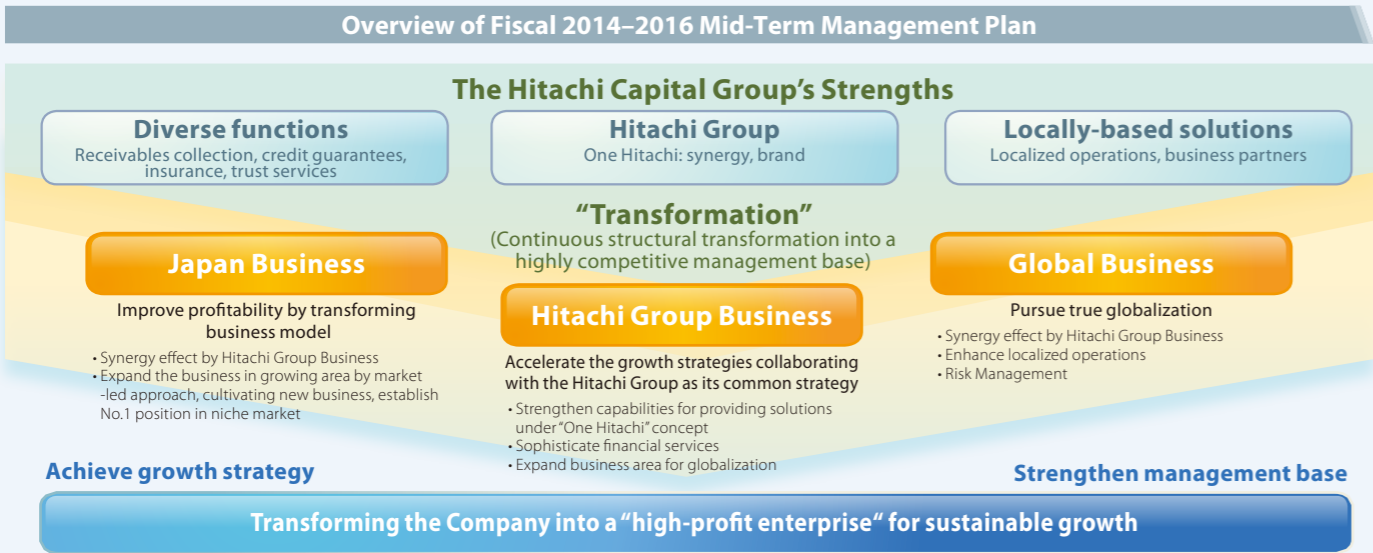 Overview of Fiscal 2014–2016 Mid-Term Management Plan
The Hitachi Capital Group's Strengths
Diverse functions
Receivables collection, credit guarantees,
insurance, trust services
Hitachi Group
One Hitachi: synergy, brand
Locally-based solutions
Localized operations, business partners
“Transformation”
(Continuous structural transformation into a
highly competitive management base)
Japan Business
Improve profitability by transforming
business model
• Synergy effect by Hitachi Group Business
• Expand the business in growing area by market
-led approach, cultivating new business, establish
No.1 position in niche market
Hitachi Group Business
Accelerate the growth strategies collaborating
with the Hitachi Group as its common strategy
• Strengthen capabilities for providing solutions
under “One Hitachi” concept
• Sophisticate financial services
• Expand business area for globalization
Global Business
Pursue true globalization
• Synergy effect by Hitachi Group Business
• Enhance localized operations
• Risk Management
Achieve growth strategy
Strengthen management base
Transforming the Company into a “high-profit enterprise“ for sustainable growth